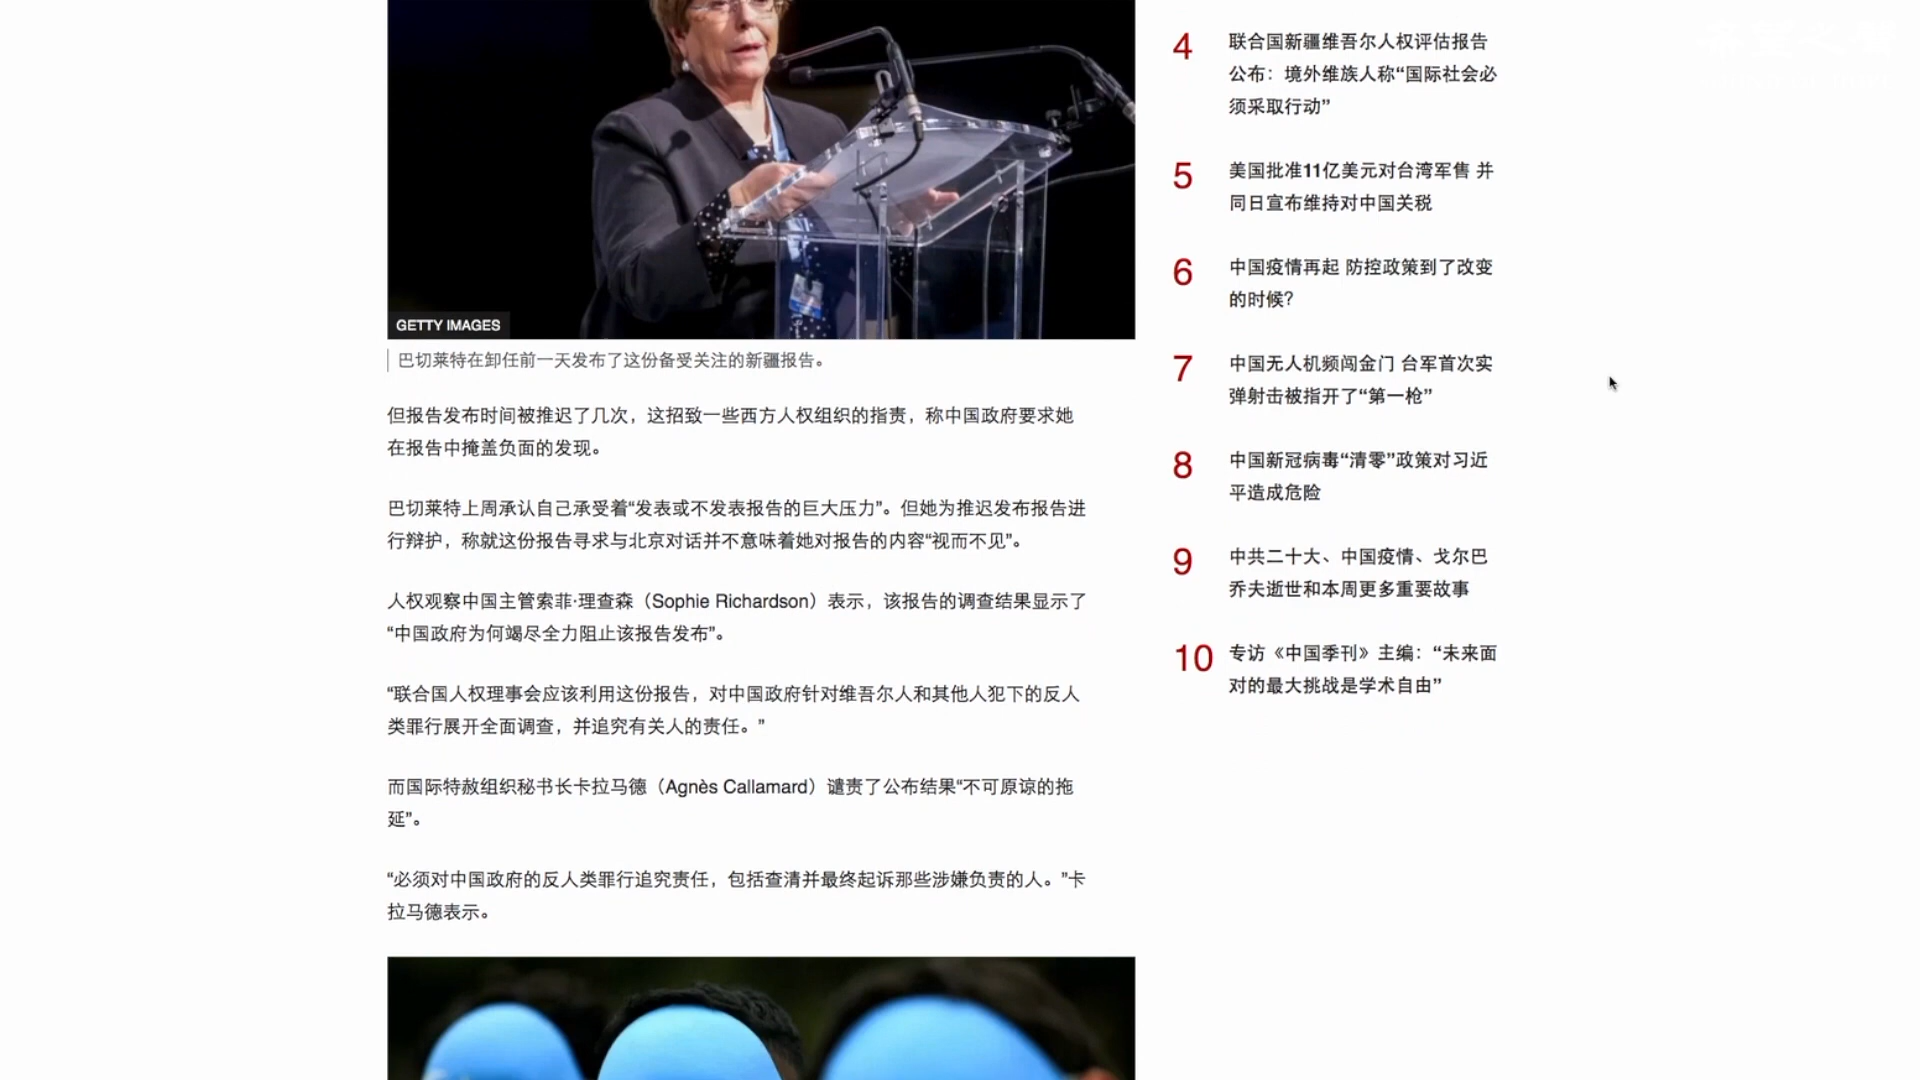 GETTY IMAGES
巴切莱特在卸任前一天发布了这份备受关注的新疆报告。
但报告发布时间被推迟了几次，这招致一些西方人权组织的指责，称中国政府要求她
在报告中掩盖负面的发现。
巴切莱特上周承认自己承受着“发表或不发表报告的巨大压力”。但她为推迟发布报告进
行辩护，称就这份报告寻求与北京对话并不意味着她对报告的内容“视而不见”。
人权观察中国主管索菲·理查森（Sophie Richardson）表示，该报告的调查结果显示了
“中国政府为何竭尽全力阻止该报告发布”。
“联合国人权理事会应该利用这份报告，对中国政府针对维吾尔人和其他人犯下的反人
类罪行展开全面调查，并追究有关人的责任。”
而国际特赦组织秘书长卡拉马德（Agnès Callamard）谴责了公布结果“不可原谅的拖
延”。
“必须对中国政府的反人类罪行追究责任，包括查清并最终起诉那些涉嫌负责的人。”卡
拉马德表示。
4
联合国新疆维吾尔人权评估报告
公布：境外维族人称“国际社会必
须采取行动”
5
美国批准11亿美元对台湾军售 并
同日宣布维持对中国关税
6
中国疫情再起 防控政策到了改变
的时候？
7
中国无人机频闯金门 台军首次实
弹射击被指开了“第一枪”
8
中国新冠病毒“清零”政策对习近
平造成危险
9
中共二十大、中国疫情、戈尔巴
乔夫逝世和本周更多重要故事
10
专访《中国季刊》主编：“未来面
对的最大挑战是学术自由”